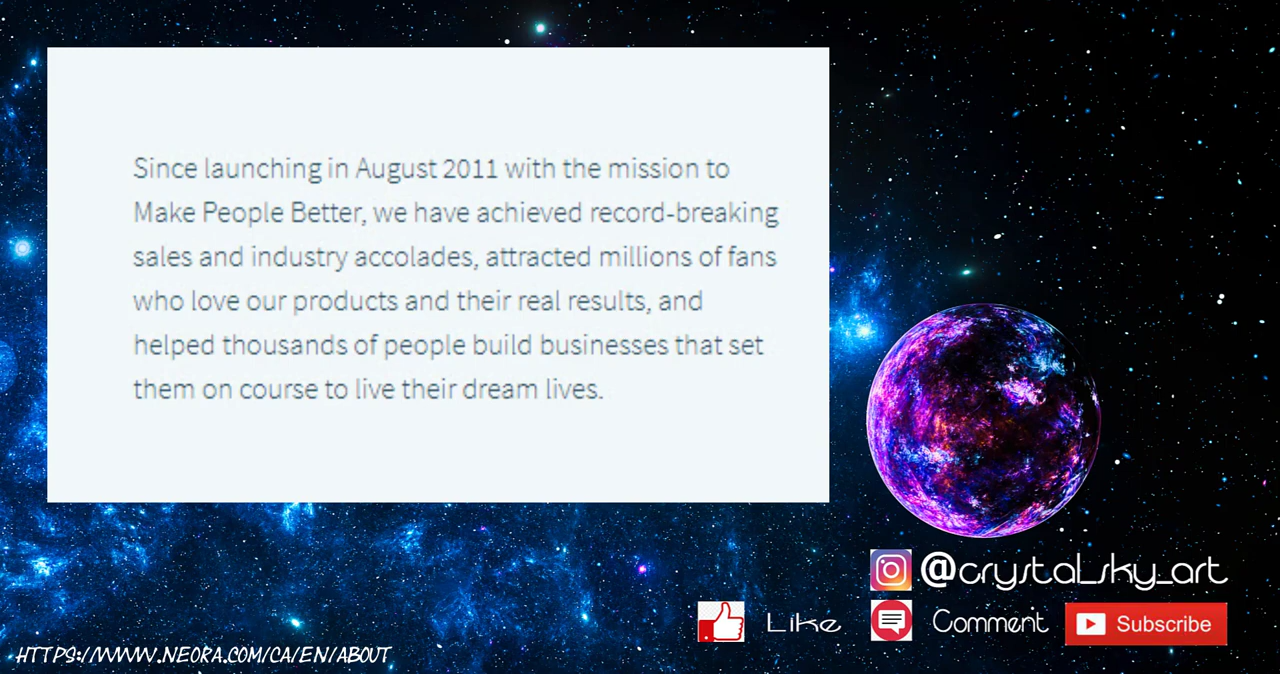 Since launching in August 2011 with the mission to
Make People Better, we have achieved record-breaking
sales and industry accolades, attracted millions of fans
who love our products and their real results, and
helped thousands of people build businesses that set
them on course to live their dream lives.
@crystal_sky_art
Like
Comment
Subscribe
HTTPS://WWW.NEORA.COM/CA/EN/ABOUT